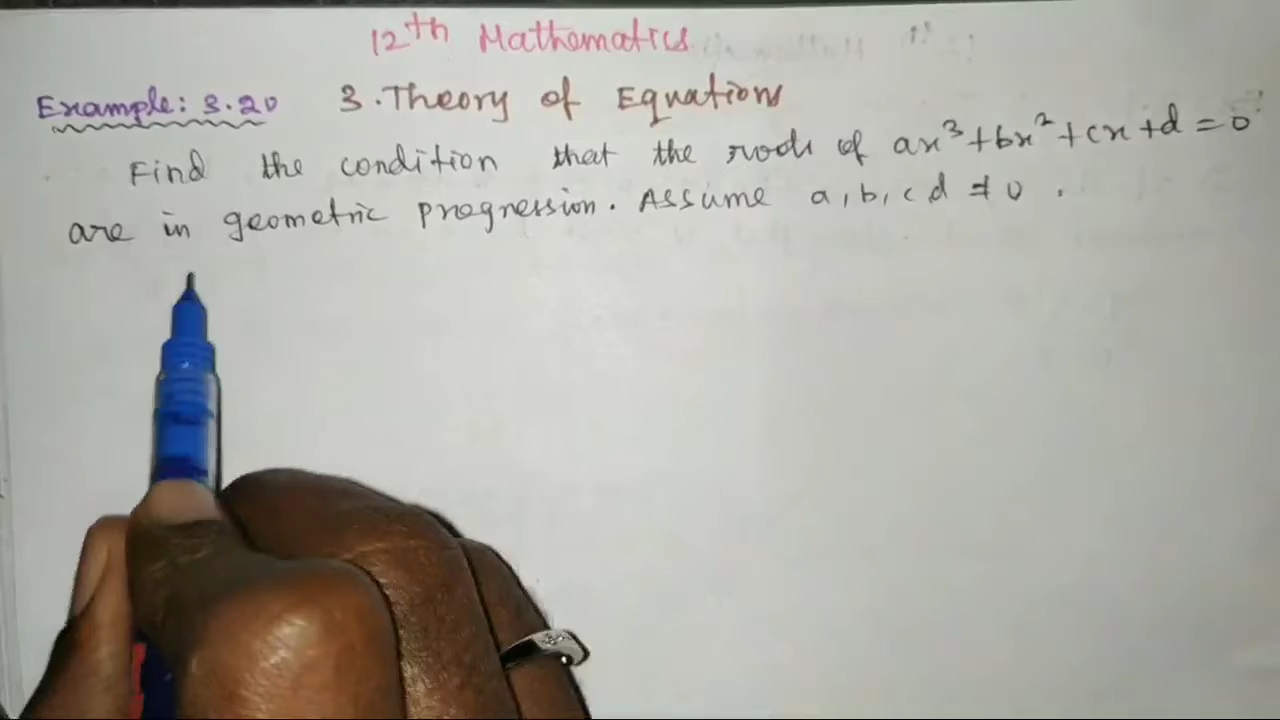 12th Mathematics
Example: 3.20 3. Theory of Equations
Find the condition that the roots of ax³+bx²+cx+d=0
are in geometric progression. Assume a, b, c d ≠ 0.